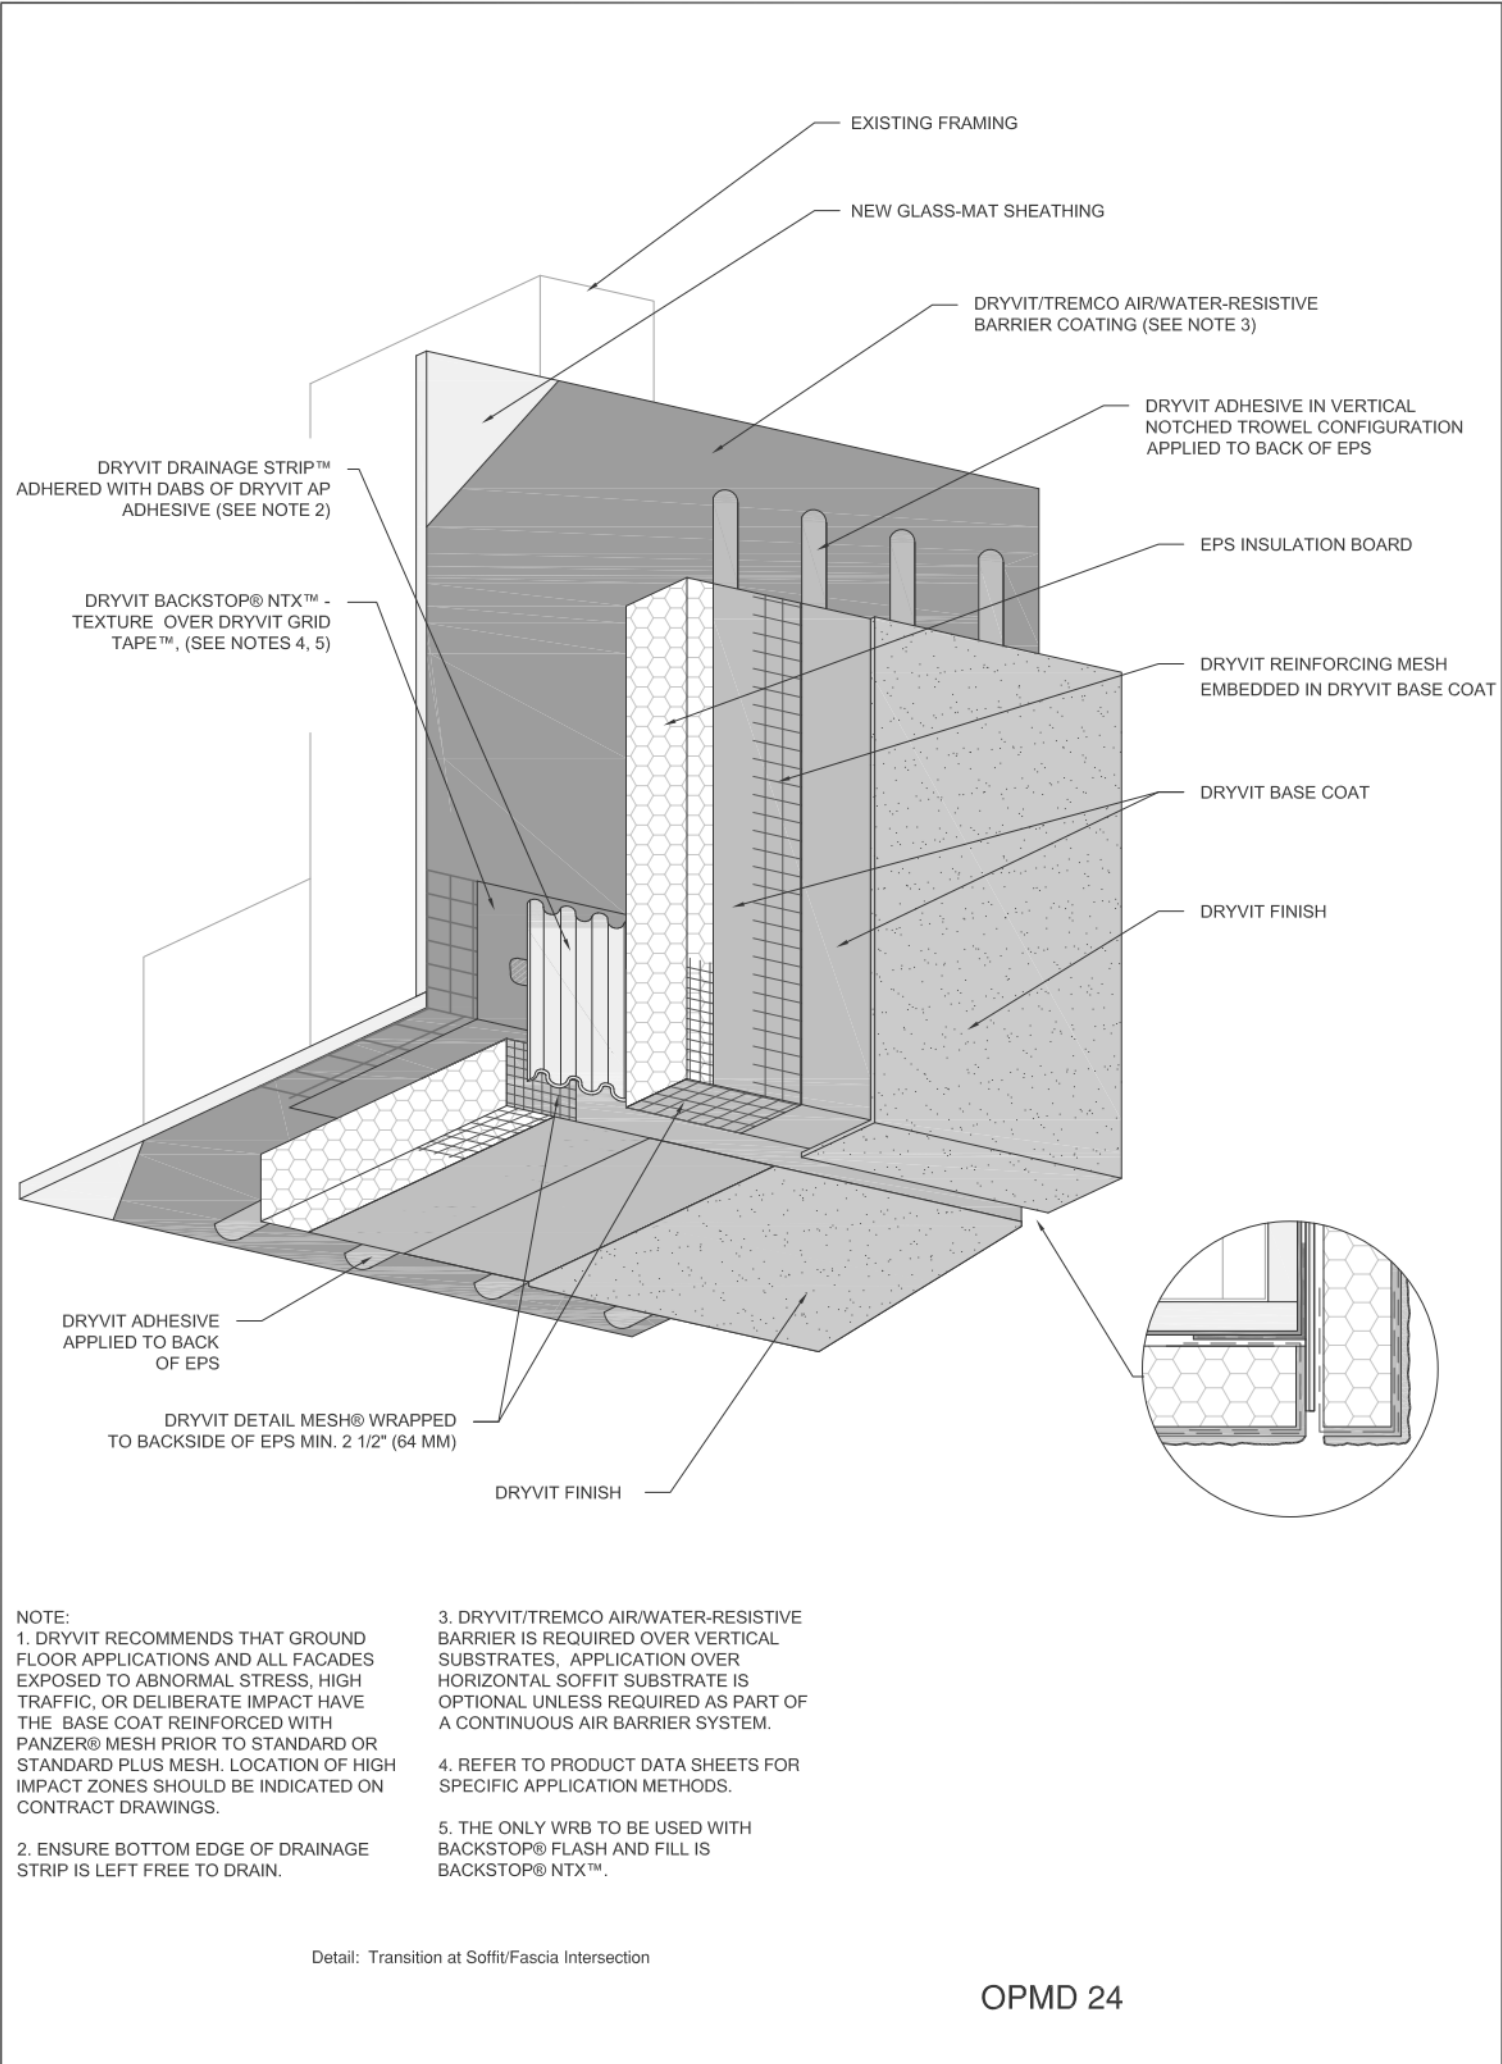 EXISTING FRAMING
NEW GLASS-MAT SHEATHING
DRYVIT/TREMCO AIR/WATER-RESISTIVE
BARRIER COATING (SEE NOTE 3)
DRYVIT ADHESIVE IN VERTICAL
NOTCHED TROWEL CONFIGURATION
APPLIED TO BACK OF EPS
DRYVIT DRAINAGE STRIP™
ADHERED WITH DABS OF DRYVIT AP
ADHESIVE (SEE NOTE 2)
EPS INSULATION BOARD
DRYVIT BACKSTOP® NTX™ -
TEXTURE OVER DRYVIT GRID
TAPE™, (SEE NOTES 4, 5)
DRYVIT REINFORCING MESH
EMBEDDED IN DRYVIT BASE COAT
DRYVIT BASE COAT
DRYVIT FINISH
DRYVIT ADHESIVE
APPLIED TO BACK
OF EPS
DRYVIT DETAIL MESH® WRAPPED
TO BACKSIDE OF EPS MIN. 2 1/2" (64 MM)
DRYVIT FINISH
NOTE:
1. DRYVIT RECOMMENDS THAT GROUND
FLOOR APPLICATIONS AND ALL FACADES
EXPOSED TO ABNORMAL STRESS, HIGH
TRAFFIC, OR DELIBERATE IMPACT HAVE
THE BASE COAT REINFORCED WITH
PANZER® MESH PRIOR TO STANDARD OR
STANDARD PLUS MESH. LOCATION OF HIGH
IMPACT ZONES SHOULD BE INDICATED ON
CONTRACT DRAWINGS.
2. ENSURE BOTTOM EDGE OF DRAINAGE
STRIP IS LEFT FREE TO DRAIN.
3. DRYVIT/TREMCO AIR/WATER-RESISTIVE
BARRIER IS REQUIRED OVER VERTICAL
SUBSTRATES, APPLICATION OVER
HORIZONTAL SOFFIT SUBSTRATE IS
OPTIONAL UNLESS REQUIRED AS PART OF
A CONTINUOUS AIR BARRIER SYSTEM.
4. REFER TO PRODUCT DATA SHEETS FOR
SPECIFIC APPLICATION METHODS.
5. THE ONLY WRB TO BE USED WITH
BACKSTOP® FLASH AND FILL IS
BACKSTOP® NTX™.
Detail: Transition at Soffit/Fascia Intersection
OPMD 24